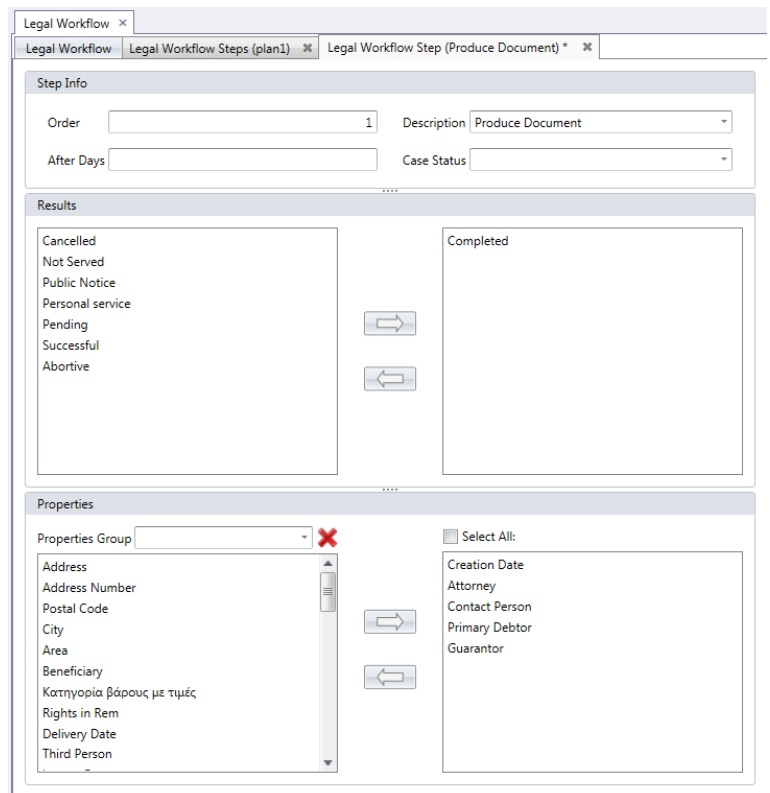 Legal Workflow ×
Legal Workflow Legal Workflow Steps (plan1) Legal Workflow Step (Produce Document) *
Step Info
Order 1 Description Produce Document
After Days Case Status
Results
Cancelled
Not Served
Public Notice
Personal service
Pending
Successful
Abortive
Completed
Properties
Properties Group
Address
Address Number
Postal Code
City
Area
Beneficiary
Κατηγορία βάρους με τιμές
Rights in Rem
Delivery Date
Third Person
Select All:
Creation Date
Attorney
Contact Person
Primary Debtor
Guarantor